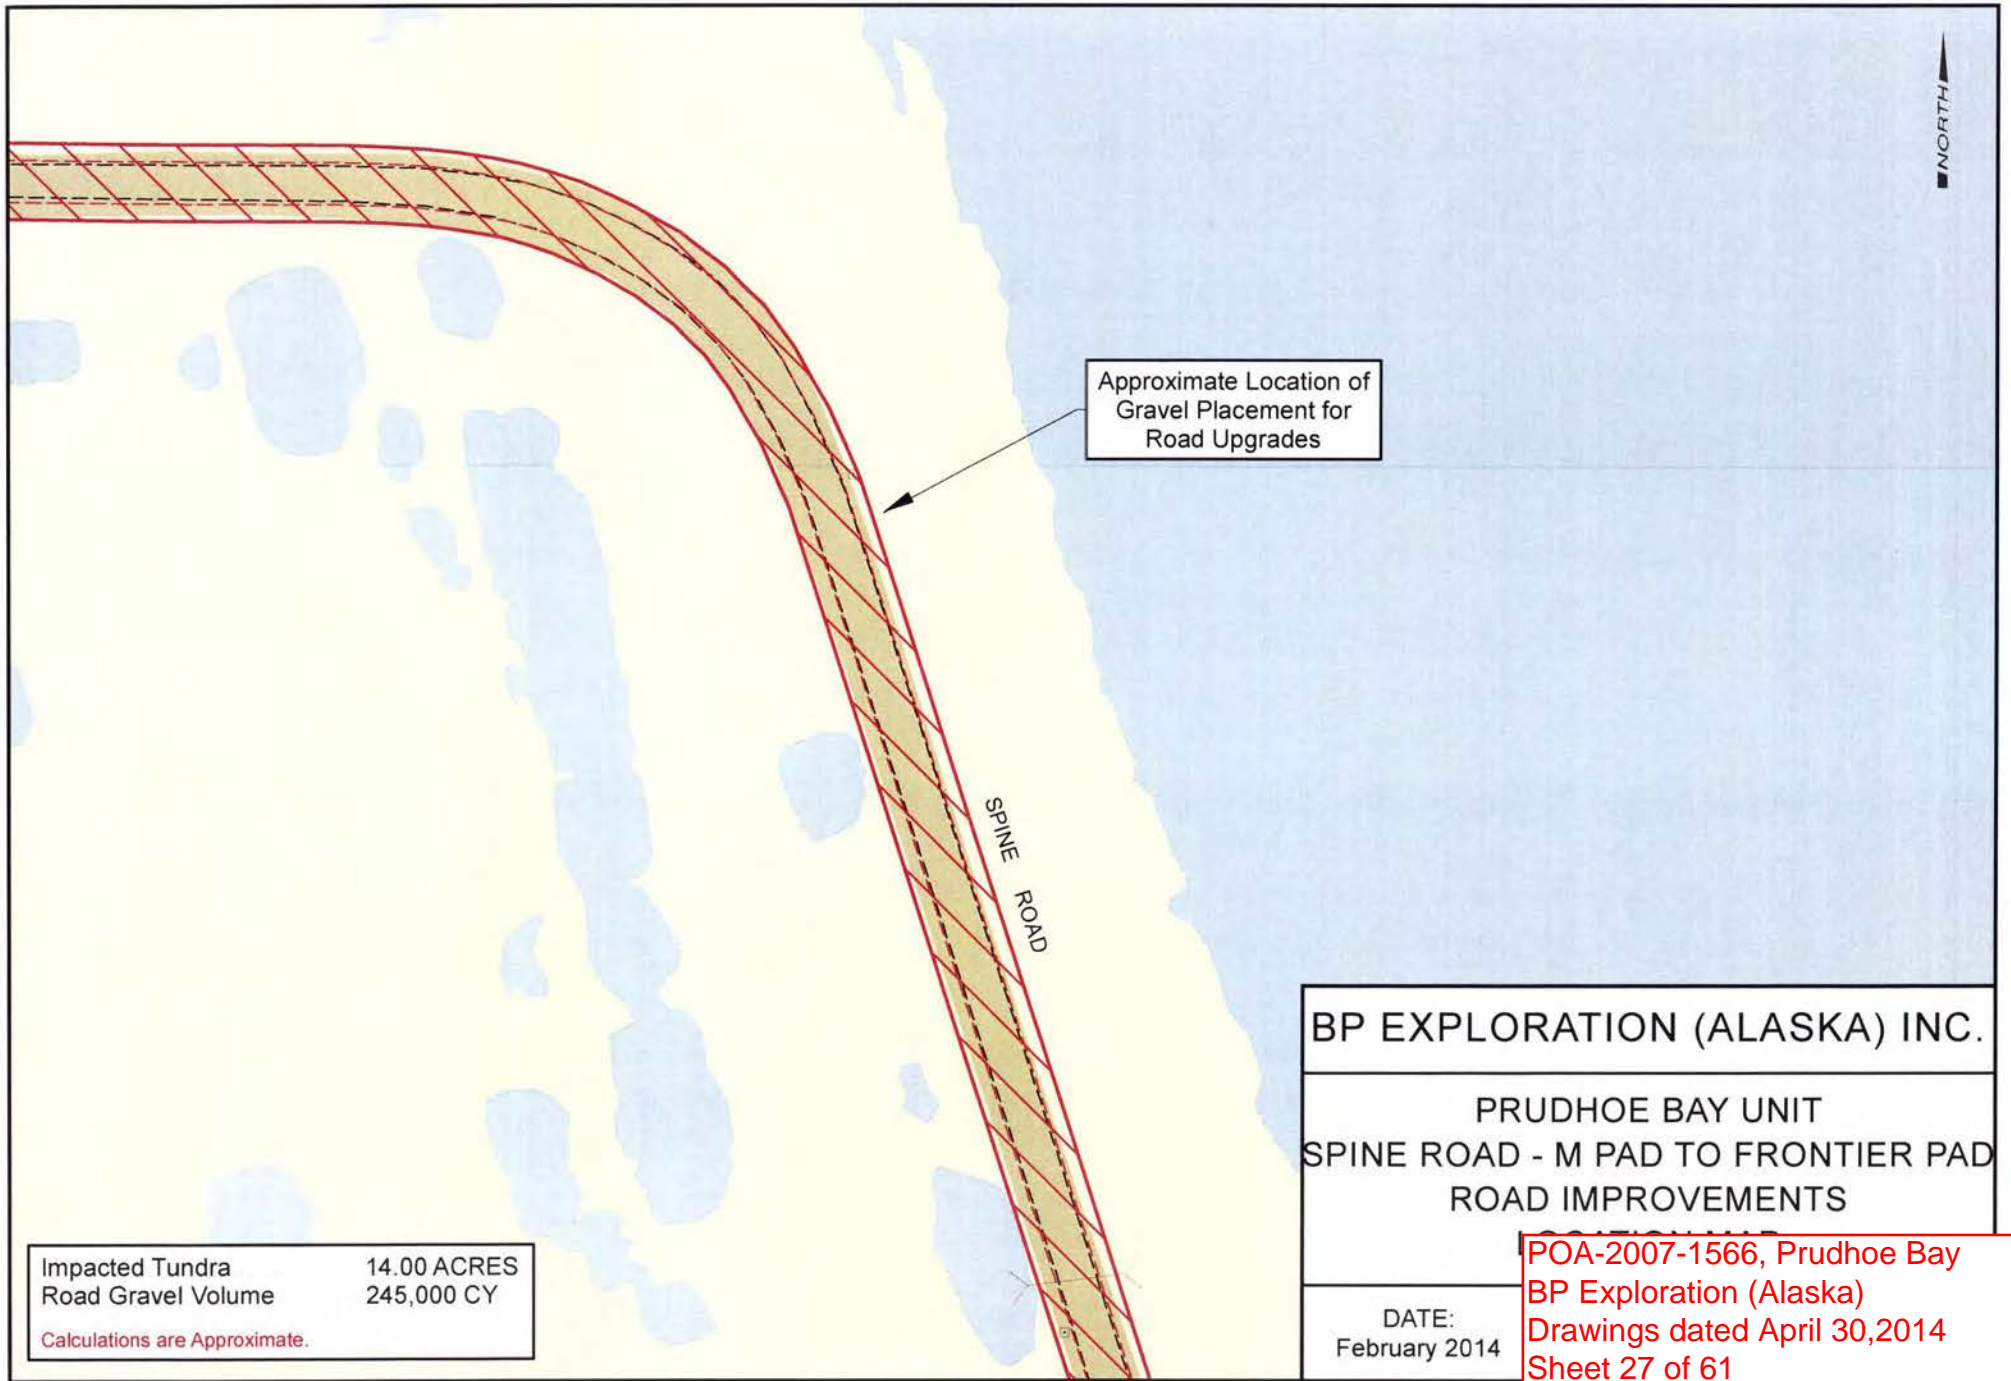 NORTH
Approximate Location of
Gravel Placement for
Road Upgrades
SPINE ROAD
BP EXPLORATION (ALASKA) INC.
PRUDHOE BAY UNIT
SPINE ROAD - M PAD TO FRONTIER PAD
ROAD IMPROVEMENTS
LOCATION MAP
Impacted Tundra 14.00 ACRES
Road Gravel Volume 245,000 CY
Calculations are Approximate.
DATE:
February 2014
POA-2007-1566, Prudhoe Bay
BP Exploration (Alaska)
Drawings dated April 30,2014
Sheet 27 of 61